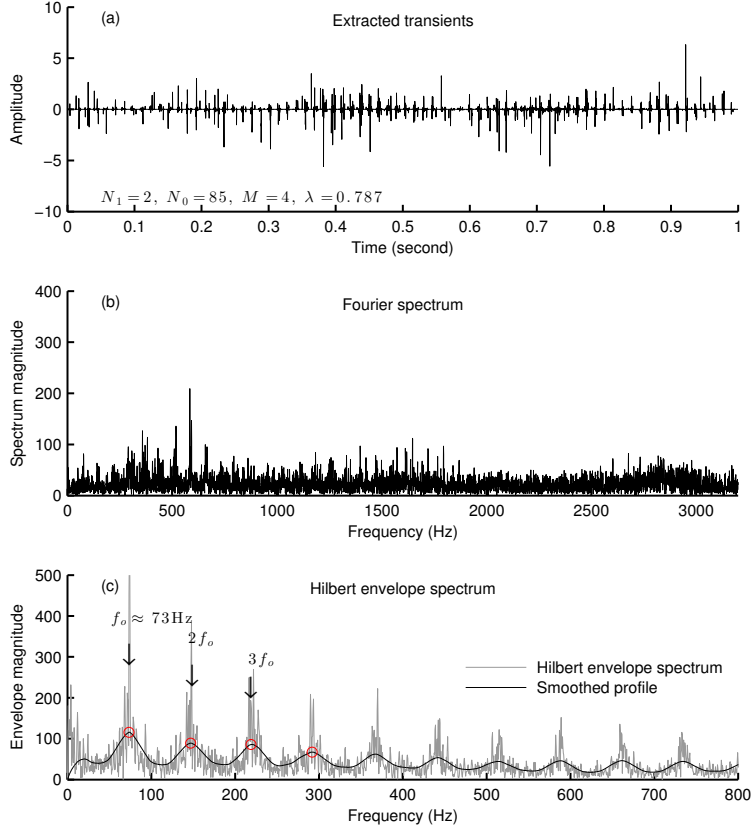 (a) Extracted transients
10
5
0
−5
−10
Amplitude
N₁=2, N₀=85, M=4, λ=0.787
0 0.1 0.2 0.3 0.4 0.5 0.6 0.7 0.8 0.9 1
Time (second)
(b) Fourier spectrum
400
300
200
100
0
Spectrum magnitude
0 500 1000 1500 2000 2500 3000
Frequency (Hz)
(c) Hilbert envelope spectrum
500
400
300
200
100
0
Envelope magnitude
fₒ ≈ 73Hz
2fₒ
3fₒ
Hilbert envelope spectrum
Smoothed profile
0 100 200 300 400 500 600 700 800
Frequency (Hz)